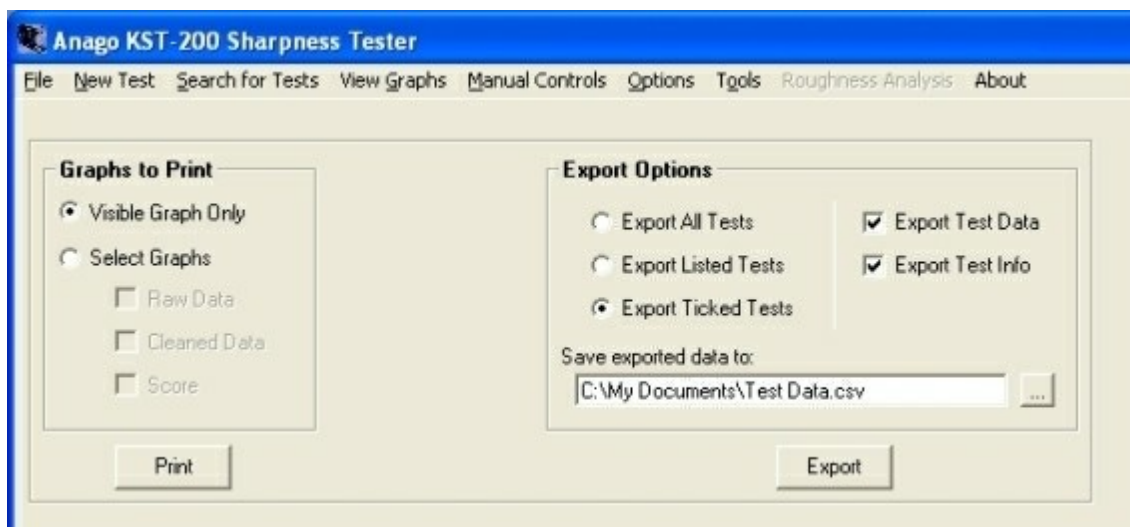 Anago KST-200 Sharpness Tester
File New Test Search for Tests View Graphs Manual Controls Options Tools Roughness Analysis About
Graphs to Print
Visible Graph Only
Select Graphs
Raw Data
Cleaned Data
Score
Print
Export Options
Export All Tests
Export Listed Tests
Export Ticked Tests
Export Test Data
Export Test Info
Save exported data to:
C:\My Documents\Test Data.csv
...
Export